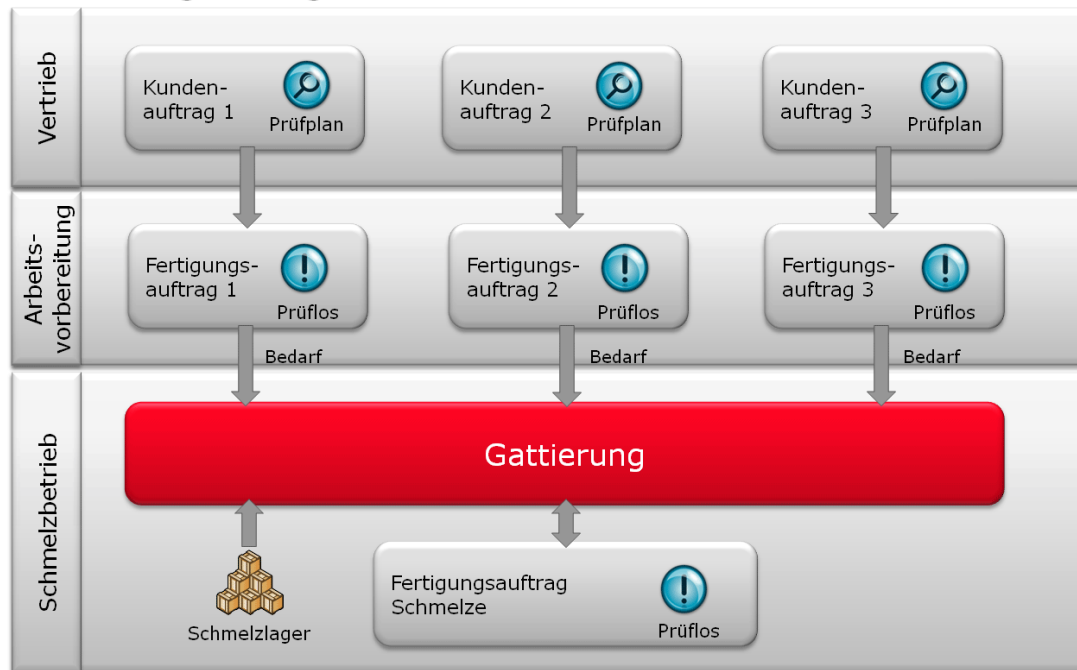 Vertrieb
Kunden-
auftrag 1
Prüfplan
Kunden-
auftrag 2
Prüfplan
Kunden-
auftrag 3
Prüfplan
Arbeits-
vorbereitung
Fertigungs-
auftrag 1
Prüflos
Fertigungs-
auftrag 2
Prüflos
Fertigungs-
auftrag 3
Prüflos
Bedarf
Bedarf
Bedarf
Schmelzbetrieb
Gattierung
Schmelzlager
Fertigungsauftrag
Schmelze
Prüflos